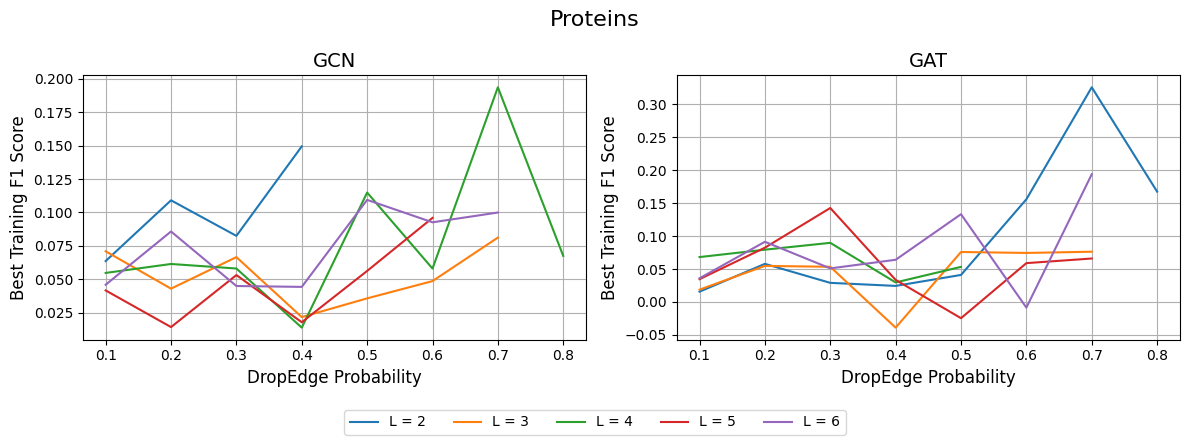 Proteins
GCN
Best Training F1 Score
0.200
0.175
0.150
0.125
0.100
0.075
0.050
0.025
0.1 0.2 0.3 0.4 0.5 0.6 0.7 0.8
DropEdge Probability
GAT
Best Training F1 Score
0.30
0.25
0.20
0.15
0.10
0.05
0.00
−0.05
0.1 0.2 0.3 0.4 0.5 0.6 0.7 0.8
DropEdge Probability
L = 2 L = 3 L = 4 L = 5 L = 6